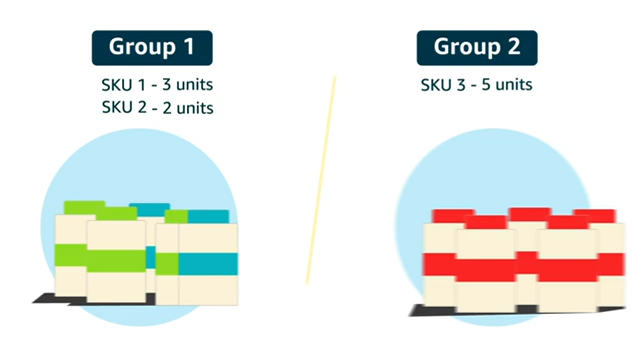 Group 1
SKU 1 - 3 units
SKU 2 - 2 units
Group 2
SKU 3 - 5 units